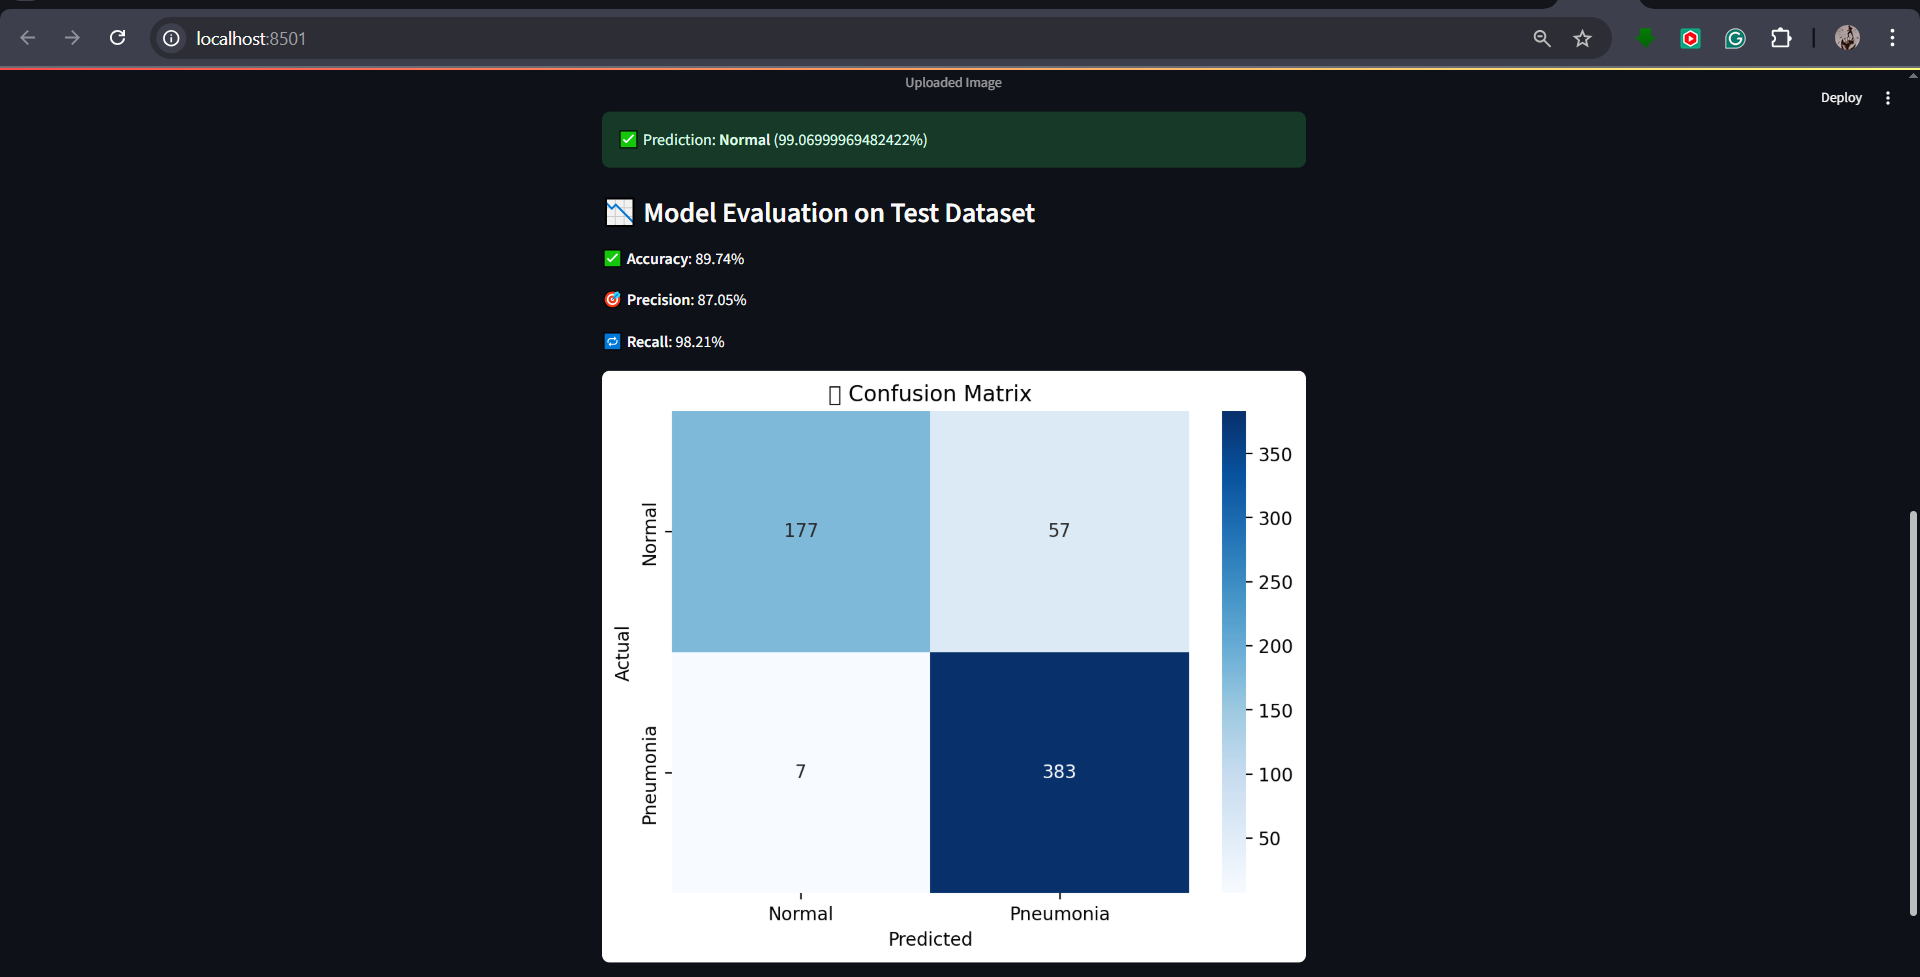 localhost:8501
Uploaded Image
Deploy
✅ Prediction: Normal (99.06999969482422%)
📉 Model Evaluation on Test Dataset
✅ Accuracy: 89.74%
🎯 Precision: 87.05%
🔁 Recall: 98.21%
▯ Confusion Matrix
Actual
Normal
177
57
Pneumonia
7
383
Normal
Pneumonia
Predicted
350
300
250
200
150
100
50